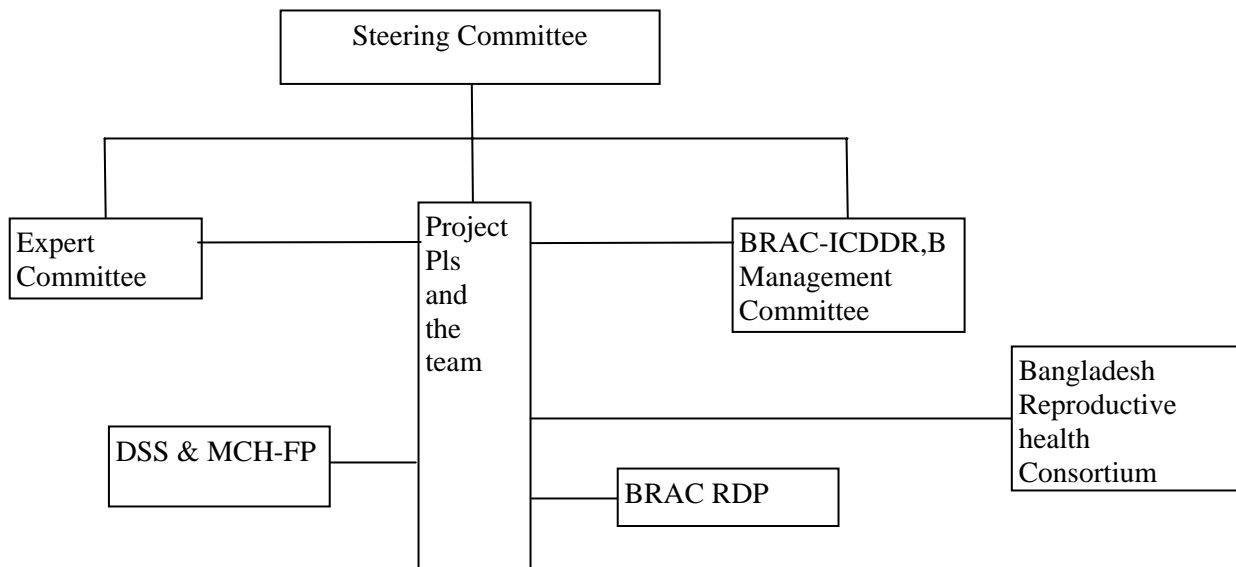 Steering Committee
Expert
Committee
Project
PIs
and
the
team
BRAC-ICDDR,B
Management
Committee
Bangladesh
Reproductive
health
Consortium
DSS & MCH-FP
BRAC RDP